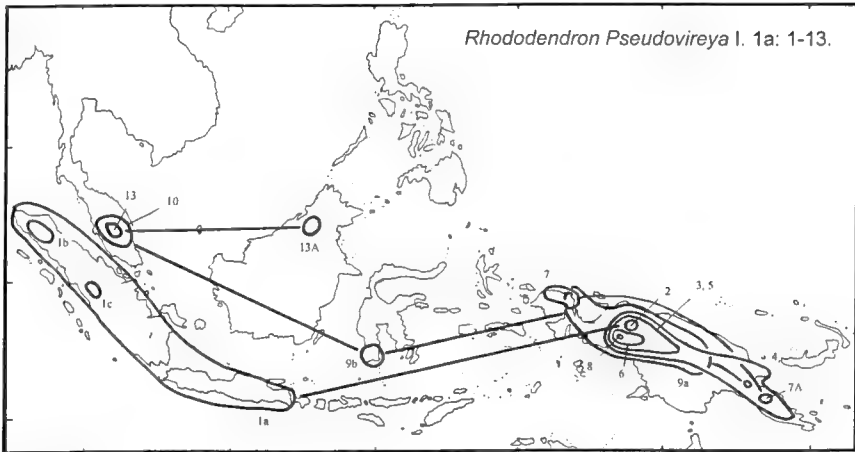 Rhododendron Pseudovireya I. 1a: 1-13.
13
10
1b
13A
1c
7
2
3, 5
9b
4
8
6
9a
7A
1a